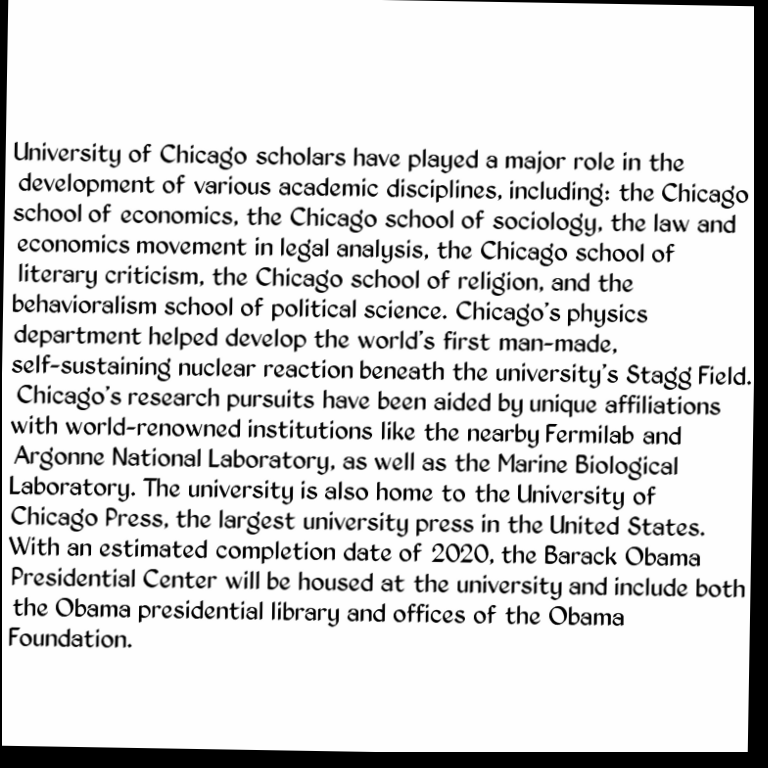 University of Chicago scholars have played a major role in the
development of various academic disciplines, including: the Chicago
school of economics, the Chicago school of sociology, the law and
economics movement in legal analysis, the Chicago school of
literary criticism, the Chicago school of religion, and the
behavioralism school of political science. Chicago's physics
department helped develop the world's first man-made,
self-sustaining nuclear reaction beneath the university's Stagg Field.
Chicago's research pursuits have been aided by unique affiliations
with world-renowned institutions like the nearby Fermilab and
Argonne National Laboratory, as well as the Marine Biological
Laboratory. The university is also home to the University of
Chicago Press, the largest university press in the United States.
With an estimated completion date of 2020, the Barack Obama
Presidential Center will be housed at the university and include both
the Obama presidential library and offices of the Obama
Foundation.